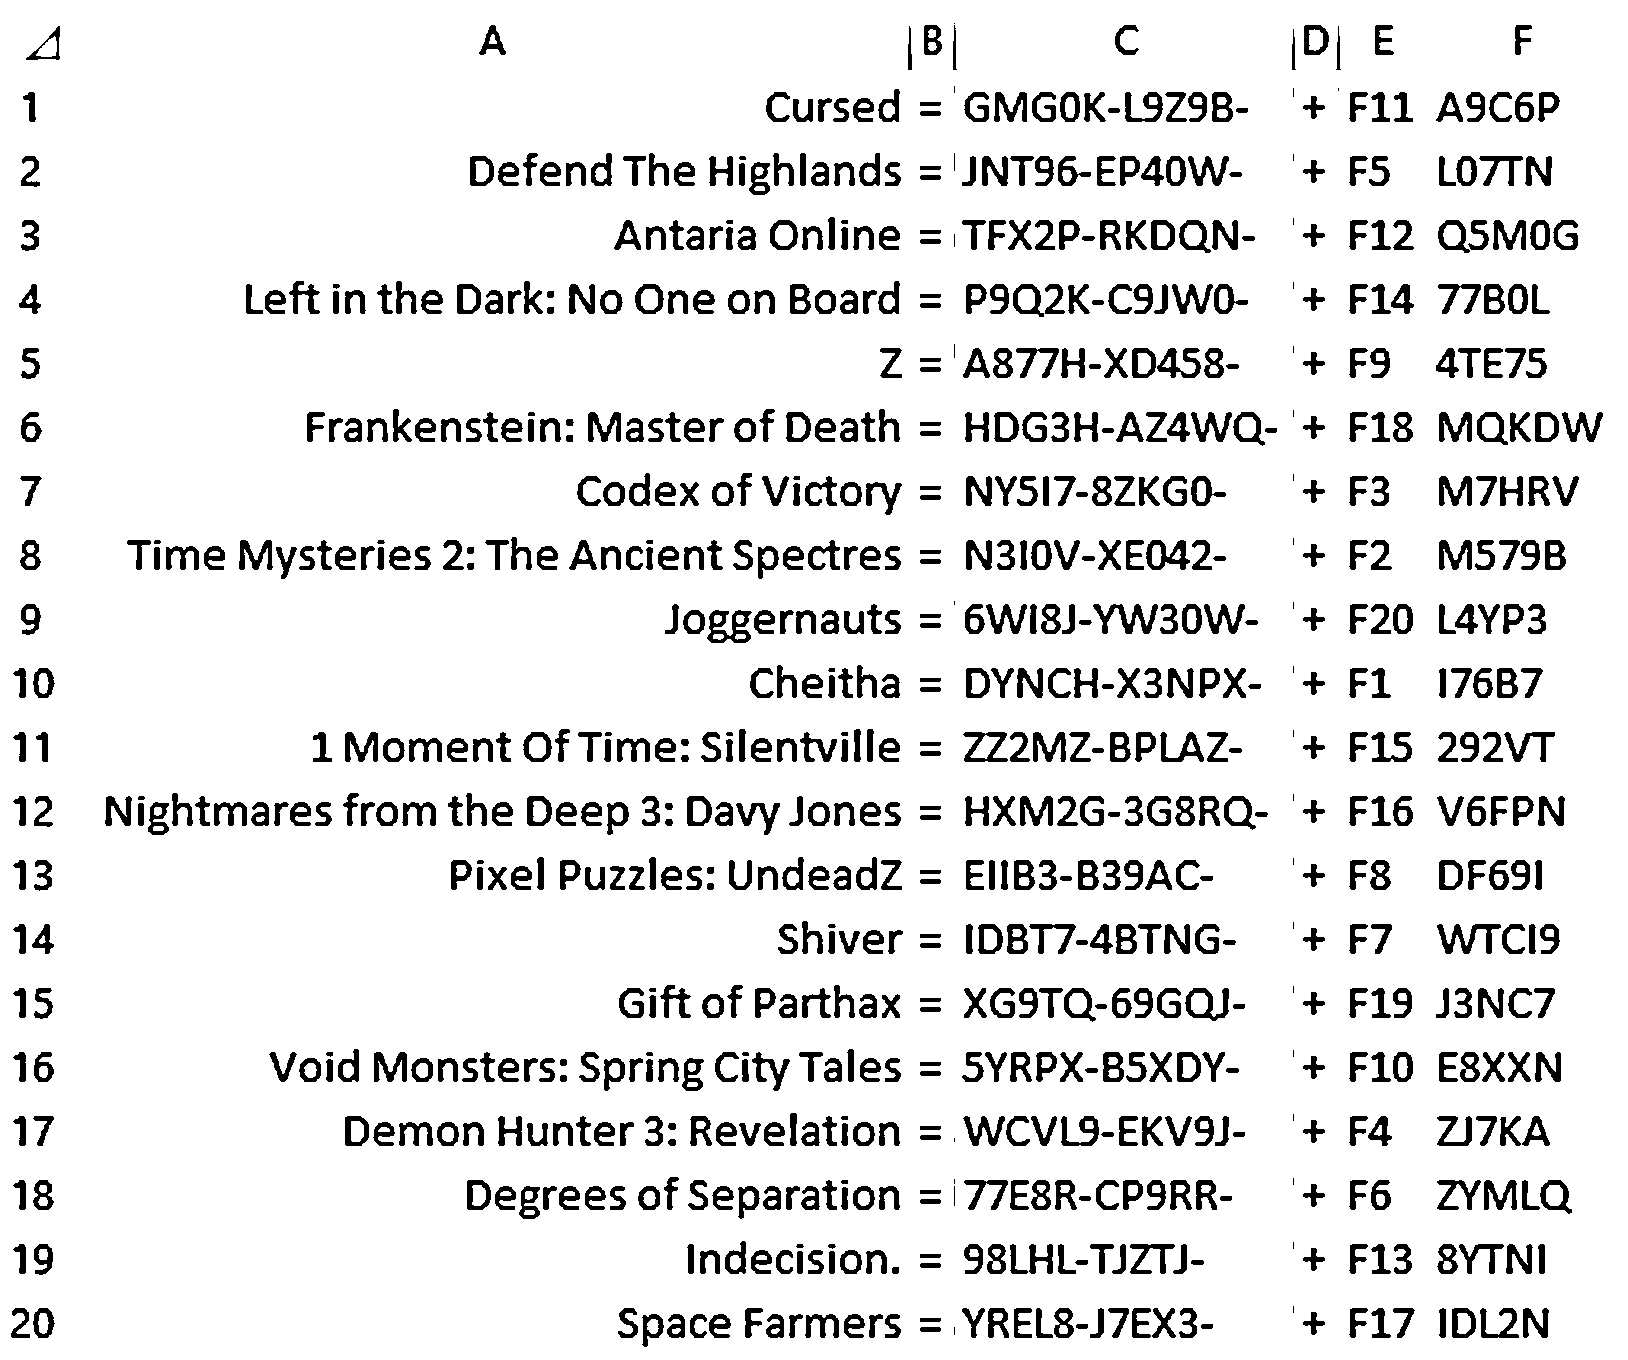 A B C D E F
1 Cursed = GMG0K-L9Z9B- + F11 A9C6P
2 Defend The Highlands = JNT96-EP40W- + F5 L07TN
3 Antaria Online = TFX2P-RKDQN- + F12 Q5M0G
4 Left in the Dark: No One on Board = P9Q2K-C9JW0- + F14 77B0L
5 Z = A877H-XD458- + F9 4TE75
6 Frankenstein: Master of Death = HDG3H-AZ4WQ- + F18 MQKDW
7 Codex of Victory = NY5I7-8ZKG0- + F3 M7HRV
8 Time Mysteries 2: The Ancient Spectres = N3I0V-XE042- + F2 M579B
9 Joggernauts = 6WI8J-YW30W- + F20 L4YP3
10 Cheitha = DYNCH-X3NPX- + F1 I76B7
11 1 Moment Of Time: Silentville = ZZ2MZ-BPLAZ- + F15 292VT
12 Nightmares from the Deep 3: Davy Jones = HXM2G-3G8RQ- + F16 V6FPN
13 Pixel Puzzles: UndeadZ = EIIB3-B39AC- + F8 DF69I
14 Shiver = IDBT7-4BTNG- + F7 WTCI9
15 Gift of Parthax = XG9TQ-69GQJ- + F19 J3NC7
16 Void Monsters: Spring City Tales = 5YRPX-B5XDY- + F10 E8XXN
17 Demon Hunter 3: Revelation = WCVL9-EKV9J- + F4 ZJ7KA
18 Degrees of Separation = 77E8R-CP9RR- + F6 ZYMLQ
19 Indecision. = 98LHL-TJZTJ- + F13 8YTNI
20 Space Farmers = YREL8-J7EX3- + F17 IDL2N